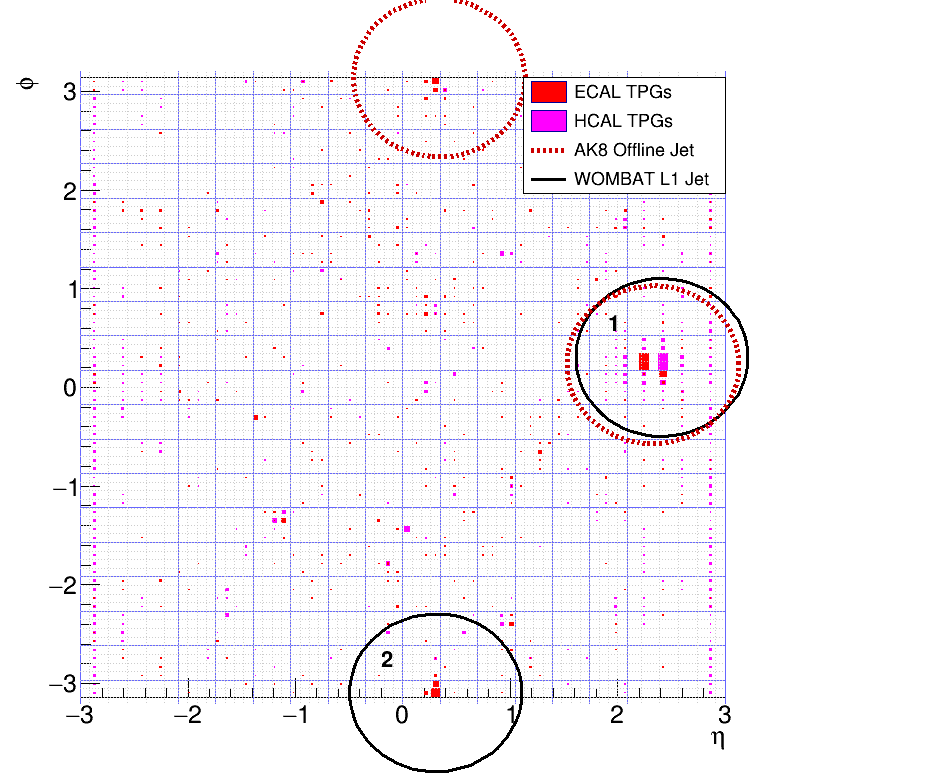 ϕ
3
2
1
0
−1
−2
−3
ECAL TPGs
HCAL TPGs
AK8 Offline Jet
WOMBAT L1 Jet
1
2
−3 −2 −1 0 1 2 3
η